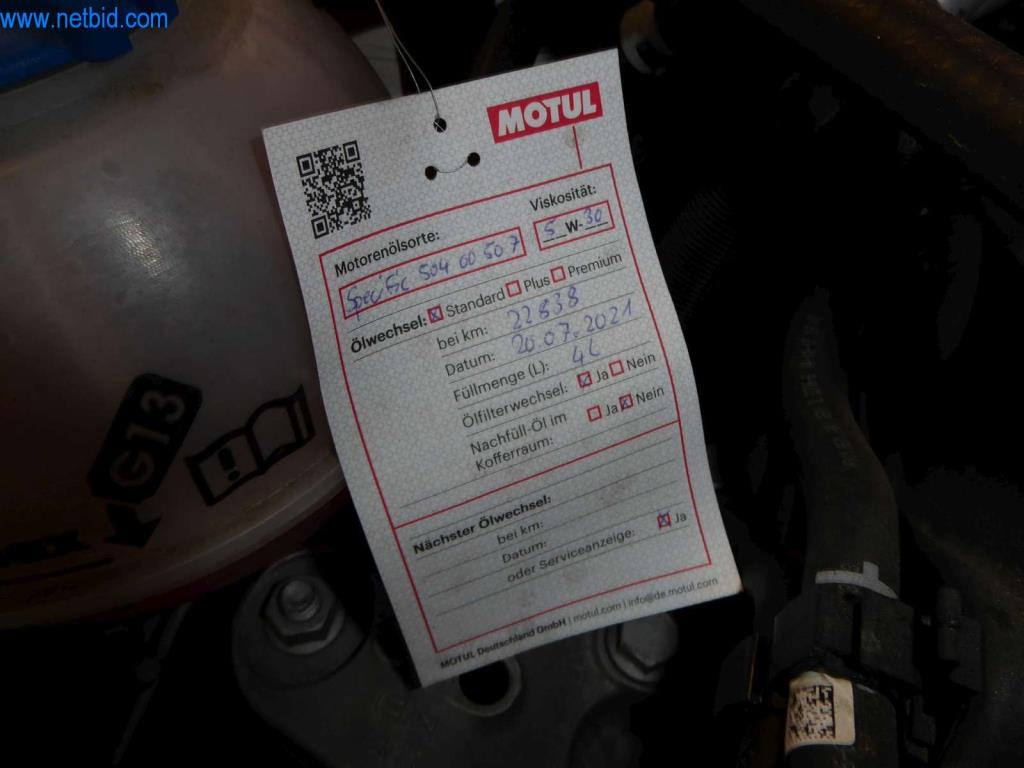 www.netbid.com
MOTUL
Motorenölsorte:
Viskosität:
Specific 504 00 507
5 W- 30
Ölwechsel: Standard Plus Premium
bei km: 22838
Datum: 20.07.2021
Füllmenge (L): 4L
Ölfilterwechsel: Ja Nein
Nachfüll-Öl im
Kofferraum: Ja Nein
Nächster Ölwechsel:
bei km:
Datum:
oder Serviceanzeige: Ja
MOTUL Deutschland GmbH | motul.com | info@de.motul.com
G13